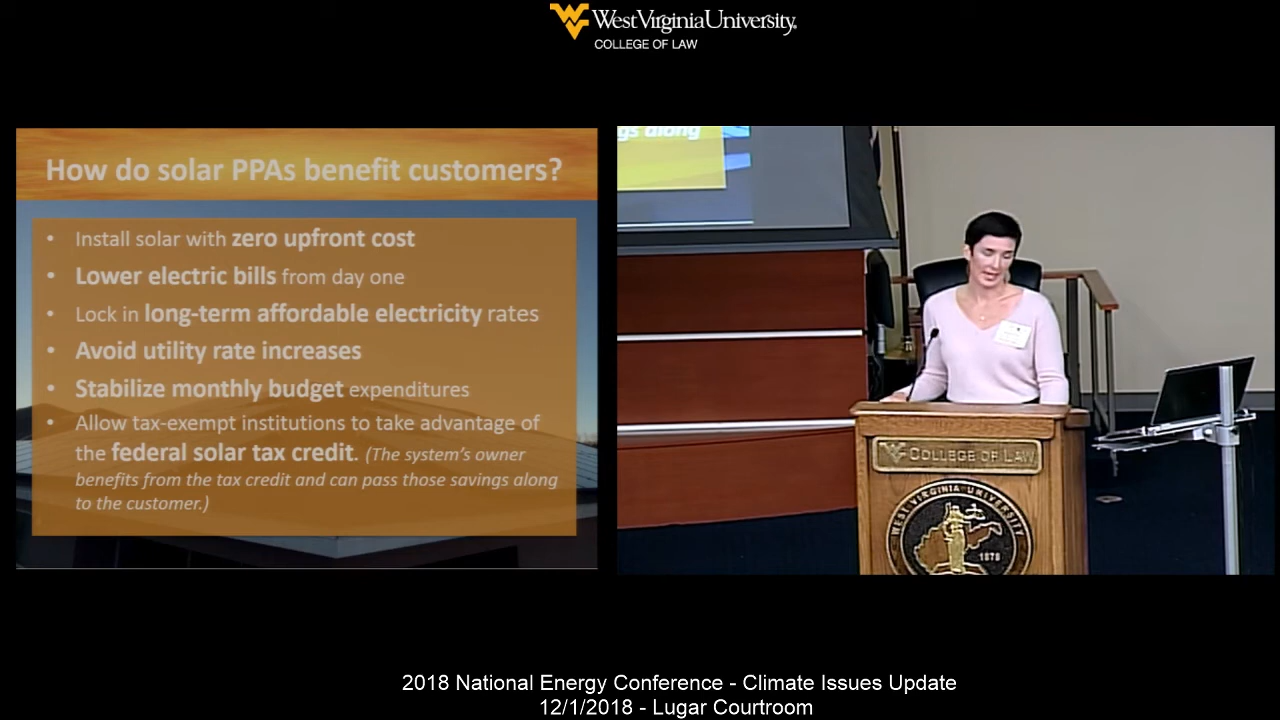 West Virginia University.
COLLEGE OF LAW
How do solar PPAs benefit customers?
• Install solar with zero upfront cost
• Lower electric bills from day one
• Lock in long-term affordable electricity rates
• Avoid utility rate increases
• Stabilize monthly budget expenditures
• Allow tax-exempt institutions to take advantage of
the federal solar tax credit. (The system's owner
benefits from the tax credit and can pass those savings along
to the customer.)
gs along
COLLEGE OF LAW
WEST VIRGINIA UNIVERSITY
1878
2018 National Energy Conference - Climate Issues Update
12/1/2018 - Lugar Courtroom